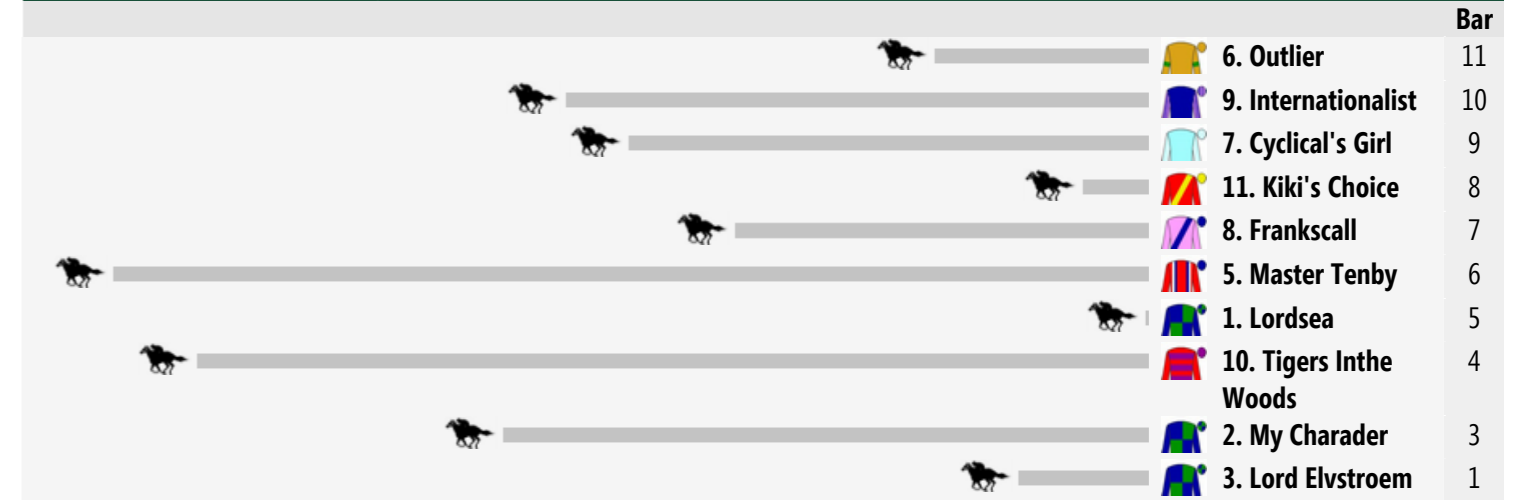 Bar
6. Outlier 11
9. Internationalist 10
7. Cyclical's Girl 9
11. Kiki's Choice 8
8. Frankscall 7
5. Master Tenby 6
1. Lordsea 5
10. Tigers Inthe 4
Woods
2. My Charader 3
3. Lord Elvstroem 1